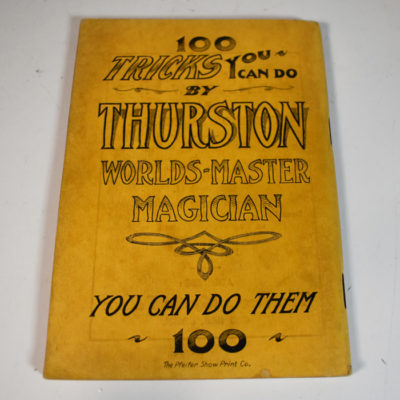 100
TRICKS YOU CAN DO
BY
THURSTON
WORLDS-MASTER
MAGICIAN
YOU CAN DO THEM
~ 100 ~
The Pfeifer Show Print Co.